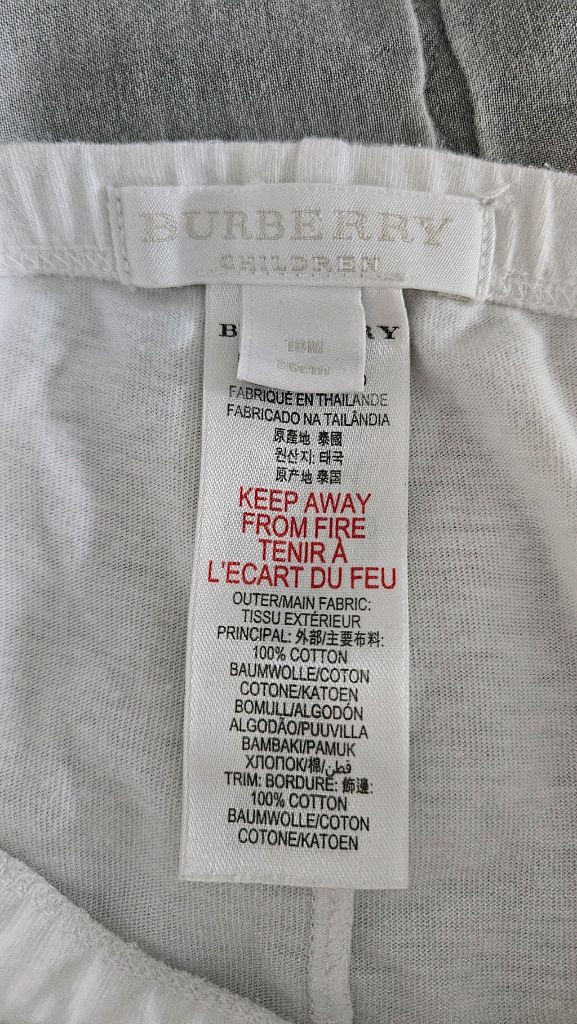 BURBERRY
CHILDREN
18M
86cm
B RY
FABRIQUÉ EN THAILANDE
FABRICADO NA TAILÂNDIA
原產地 泰國
원산지: 태국
原产地 泰国
KEEP AWAY
FROM FIRE
TENIR À
L'ECART DU FEU
OUTER/MAIN FABRIC:
TISSU EXTÉRIEUR
PRINCIPAL: 外部/主要布料:
100% COTTON
BAUMWOLLE/COTON
COTONE/KATOEN
BOMULL/ALGODÓN
ALGODÃO/PUUVILLA
BAMBAKI/PAMUK
ХЛОПОК/棉/قطن
TRIM: BORDURE: 飾邊:
100% COTTON
BAUMWOLLE/COTON
COTONE/KATOEN